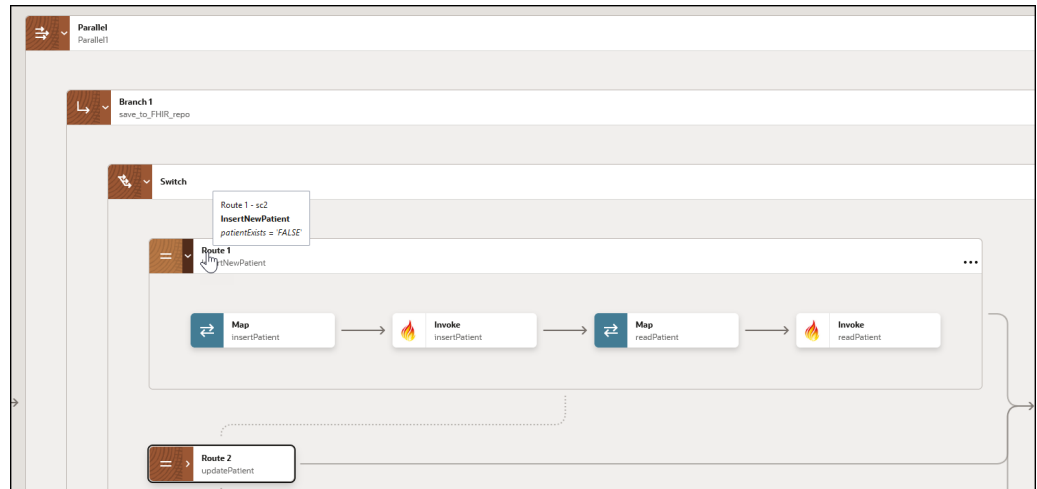 Parallel
Parallel1
Branch 1
save_to_FHIR_repo
Switch
Route 1 - sc2
InsertNewPatient
patientExists = 'FALSE'
Route 1
rtNewPatient
Map
insertPatient
Invoke
insertPatient
Map
readPatient
Invoke
readPatient
Route 2
updatePatient